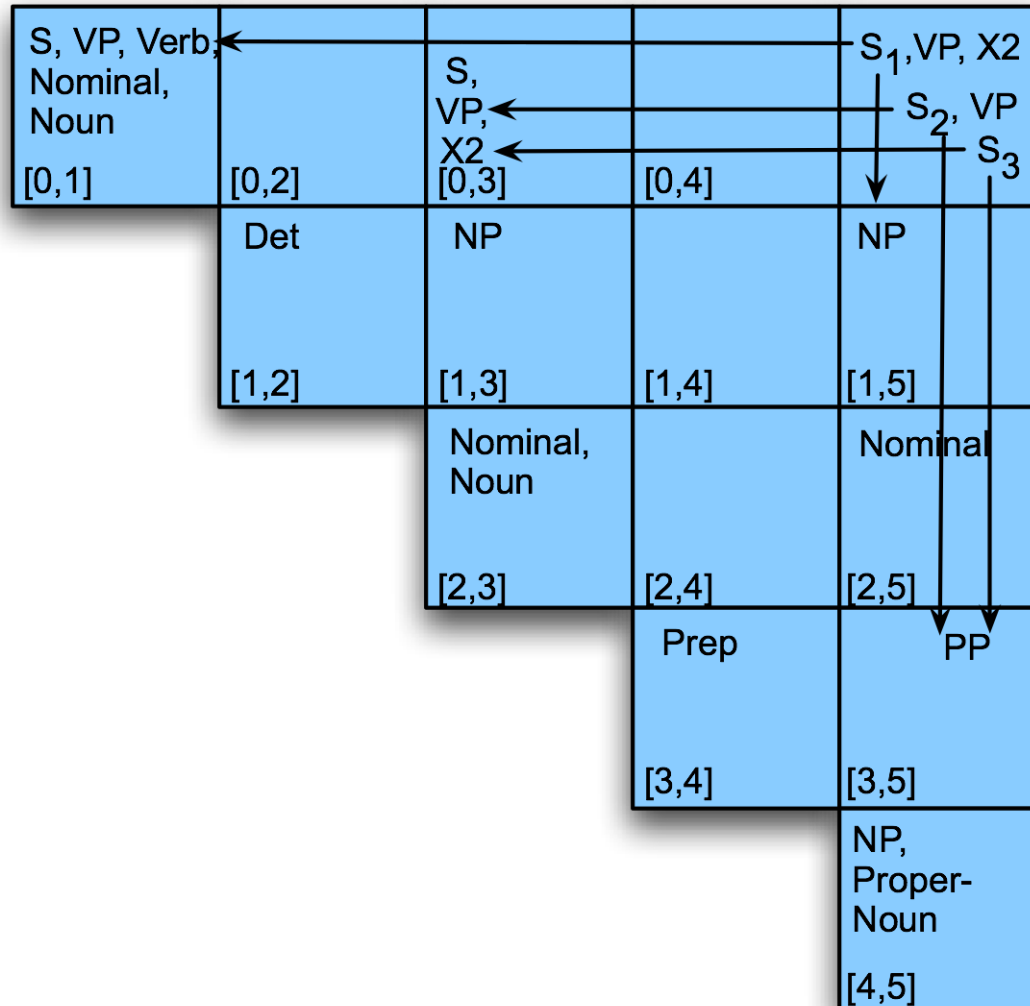 S, VP, Verb,
Nominal,
Noun
[0,1]
[0,2]
S,
VP,
X2
[0,3]
[0,4]
S1,VP, X2
S2, VP
S3
Det
[1,2]
NP
[1,3]
[1,4]
NP
[1,5]
Nominal,
Noun
[2,3]
[2,4]
Nominal
[2,5]
Prep
[3,4]
PP
[3,5]
NP,
Proper-
Noun
[4,5]